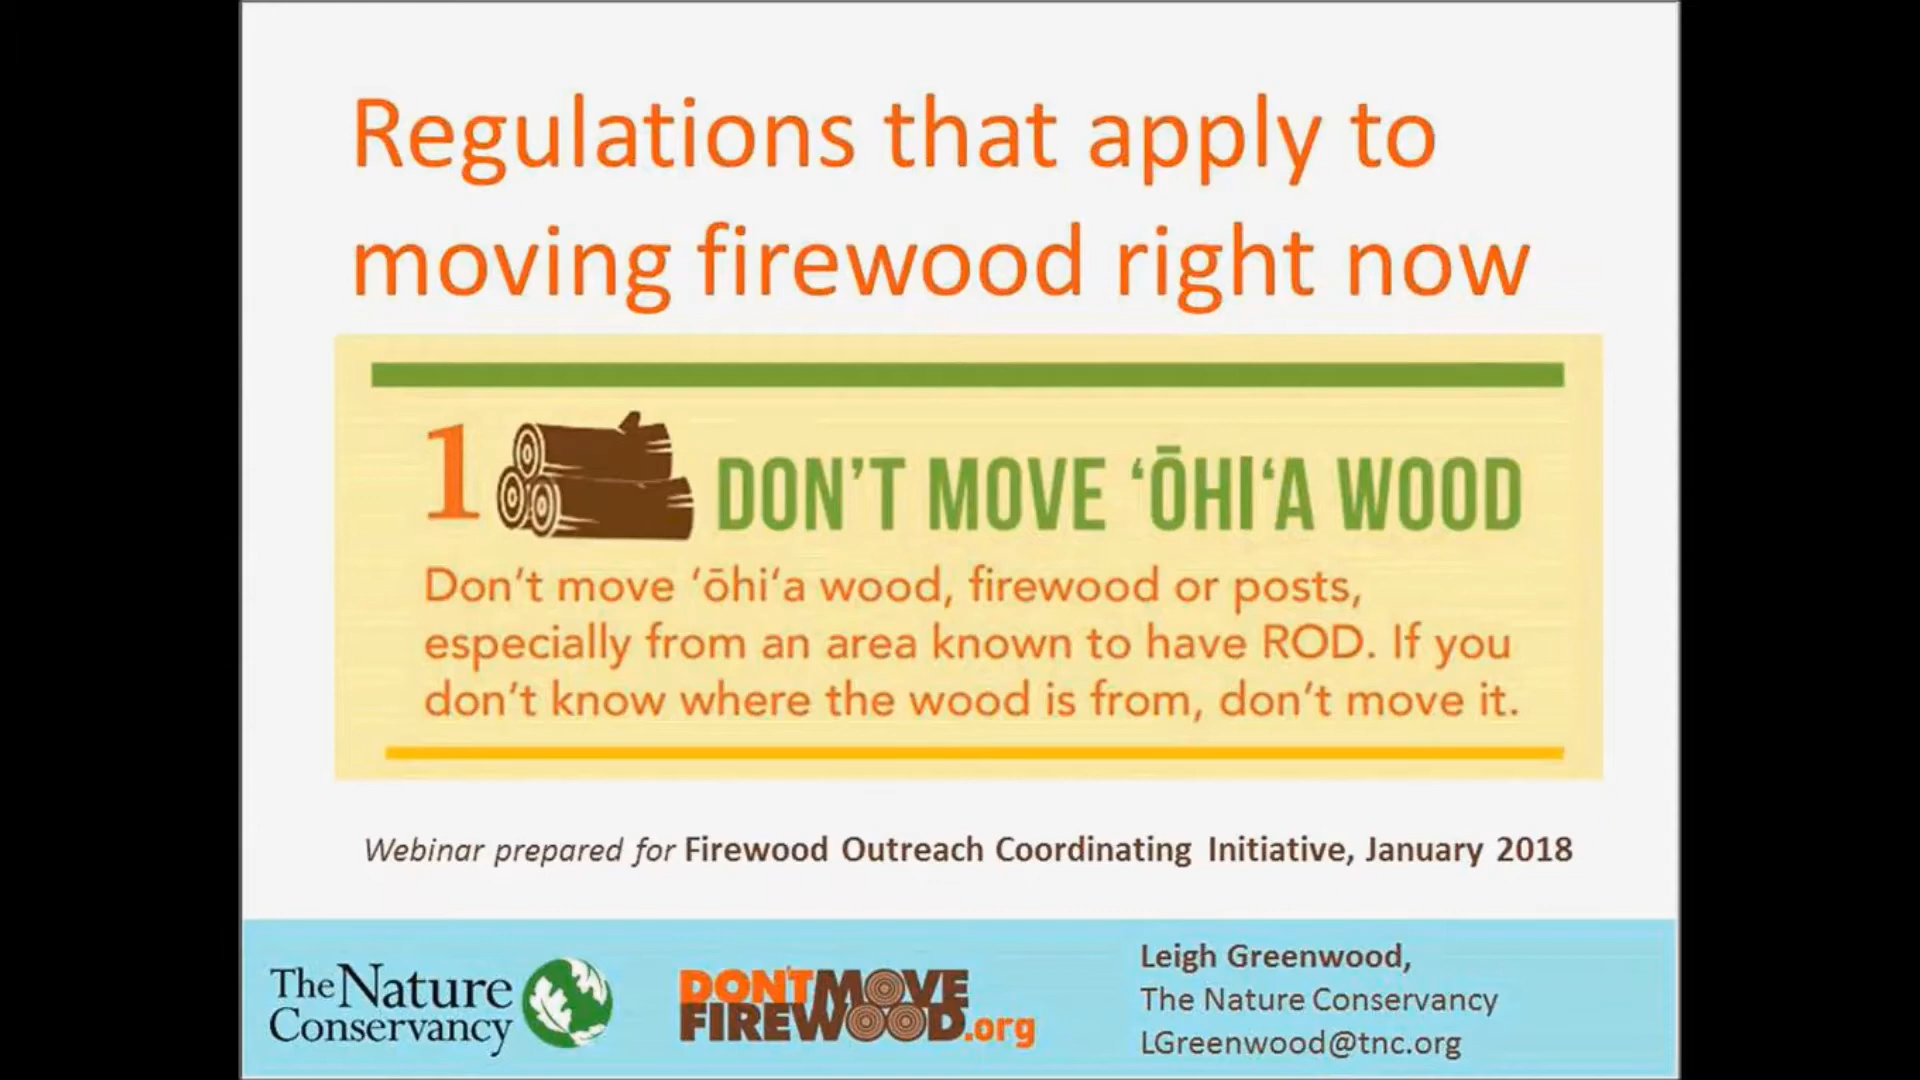 Regulations that apply to
moving firewood right now
1 DON'T MOVE ‘ŌHI‘A WOOD
Don't move ‘ōhi‘a wood, firewood or posts,
especially from an area known to have ROD. If you
don't know where the wood is from, don't move it.
Webinar prepared for Firewood Outreach Coordinating Initiative, January 2018
The Nature
Conservancy
DON'T MOVE
FIREWOOD.org
Leigh Greenwood,
The Nature Conservancy
LGreenwood@tnc.org